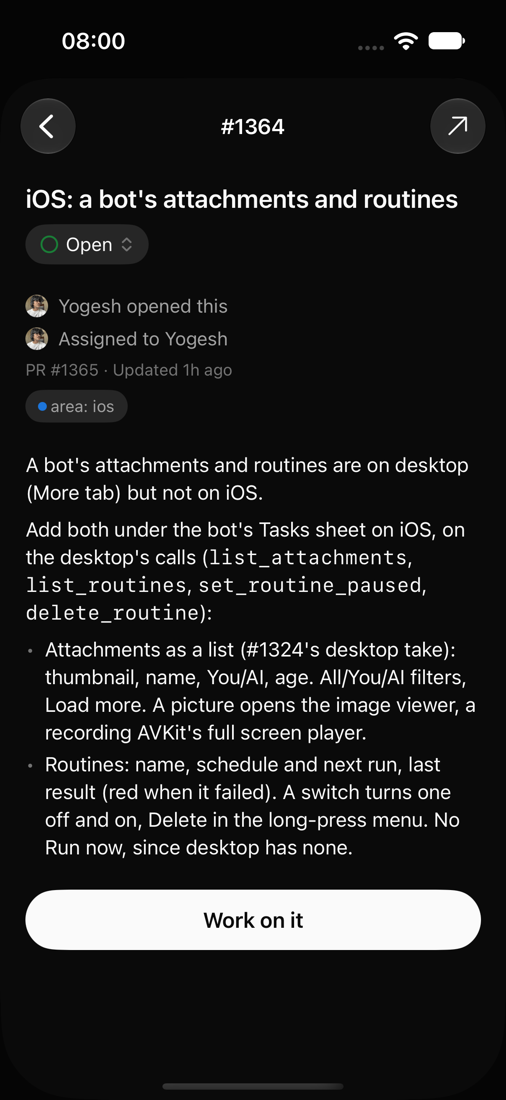 08:00
#1364
iOS: a bot's attachments and routines
Open
Yogesh opened this
Assigned to Yogesh
PR #1365 · Updated 1h ago
area: ios
A bot's attachments and routines are on desktop
(More tab) but not on iOS.
Add both under the bot's Tasks sheet on iOS, on
the desktop's calls (list_attachments,
list_routines, set_routine_paused,
delete_routine):
• Attachments as a list (#1324's desktop take):
thumbnail, name, You/AI, age. All/You/AI filters,
Load more. A picture opens the image viewer, a
recording AVKit's full screen player.
• Routines: name, schedule and next run, last
result (red when it failed). A switch turns one
off and on, Delete in the long-press menu. No
Run now, since desktop has none.
Work on it